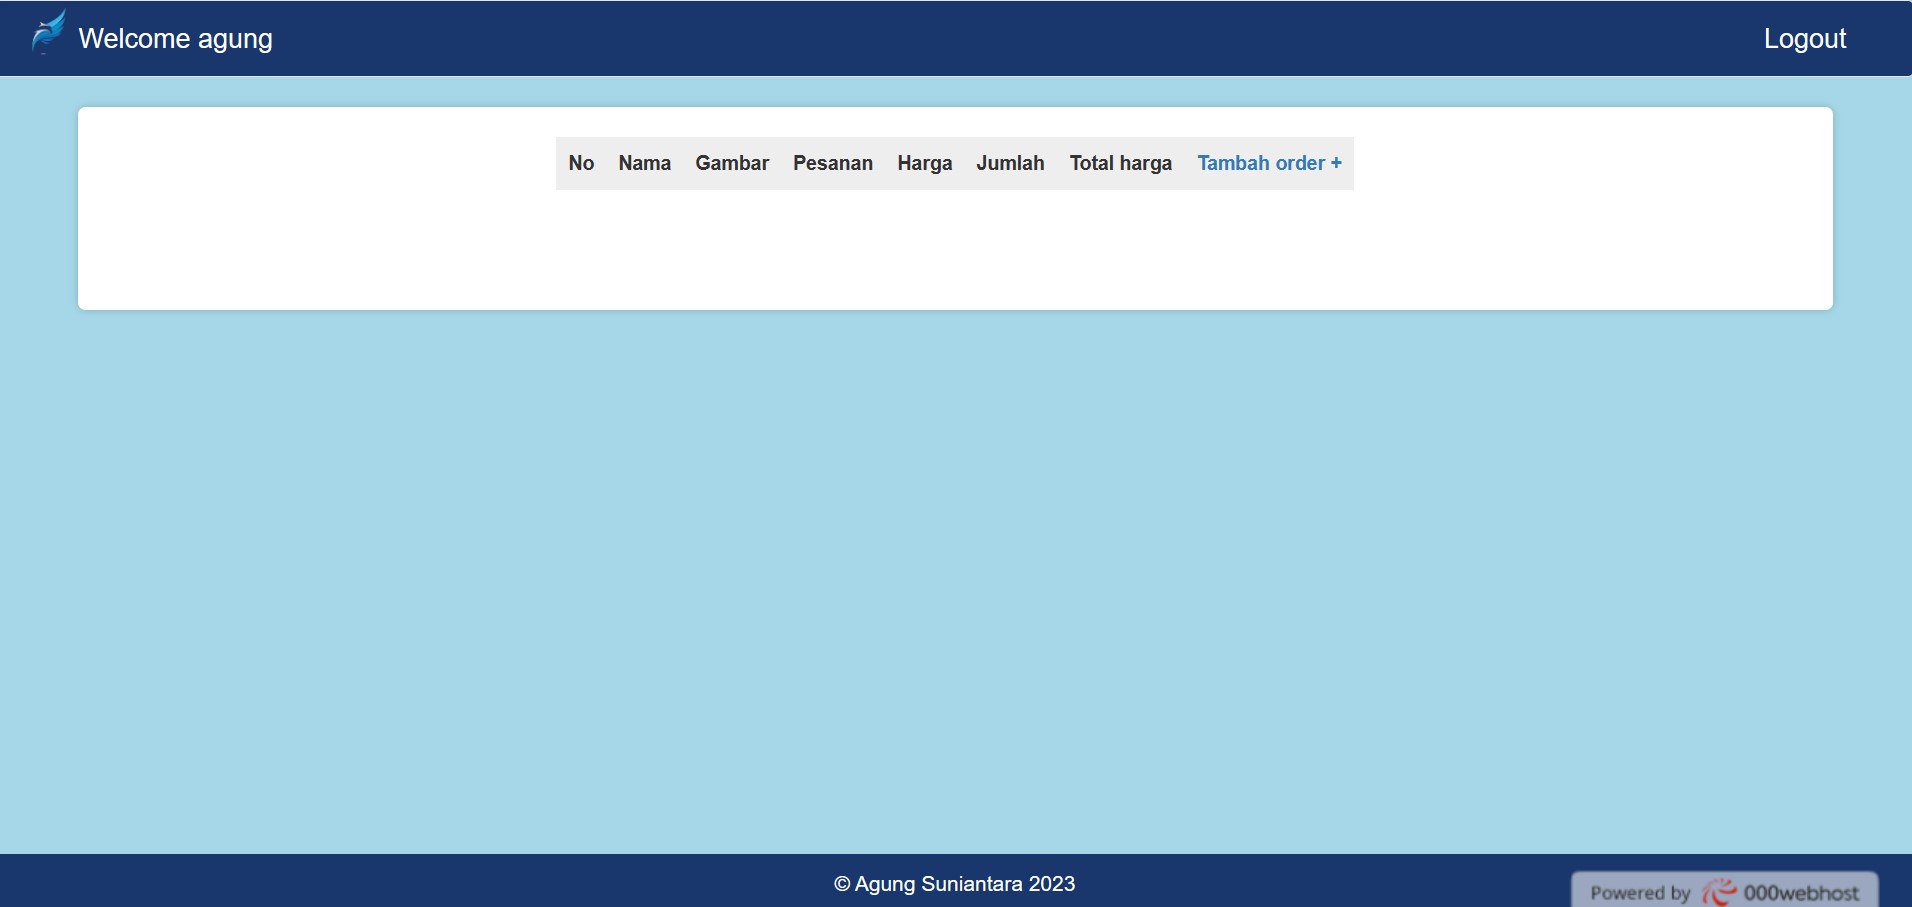 Welcome agung
Logout
No Nama Gambar Pesanan Harga Jumlah Total harga Tambah order +
© Agung Suniantara 2023
Powered by 000webhost